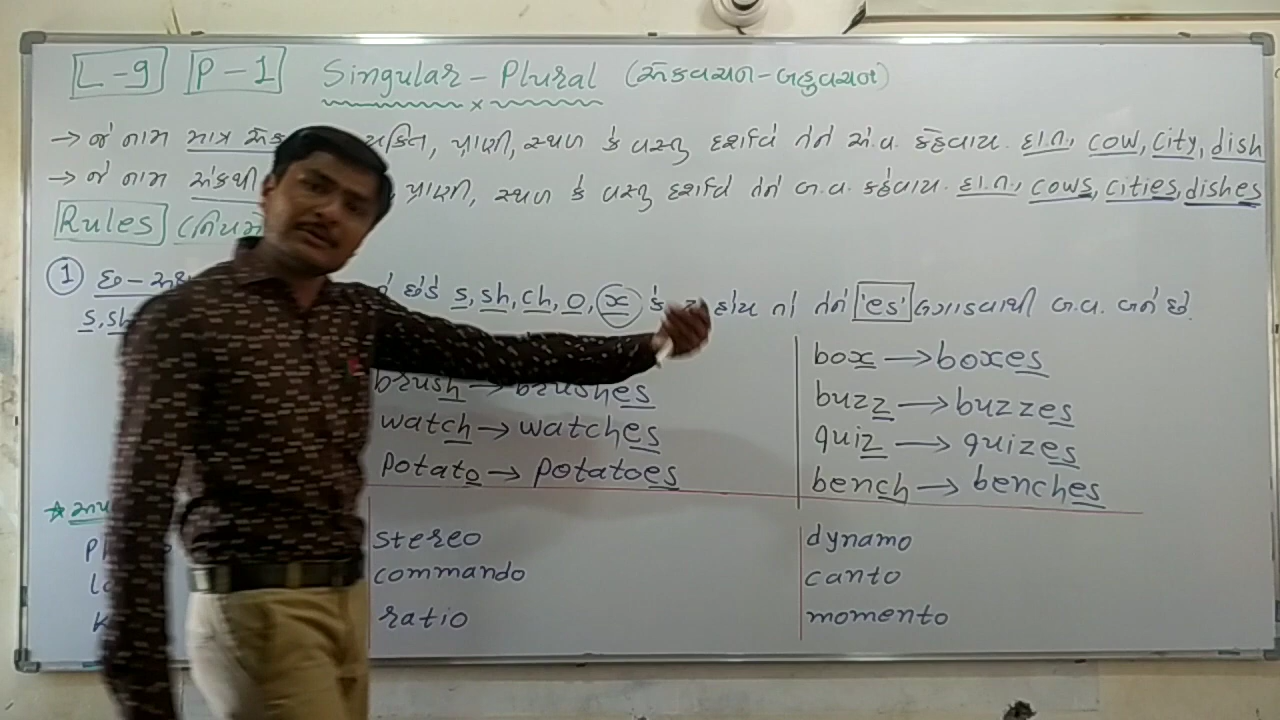 L-9 P-1 Singular - Plural (એકવચન - બહુવચન)
→ જે નામ માત્ર એક વ્યક્તિ, પ્રાણી, સ્થળ કે વસ્તુ દર્શાવે તેને એ.વ. કહેવાય. દા.ત., cow, city, dish
→ જે નામ એકથી પ્રાણી, સ્થળ કે વસ્તુ દર્શાવે તેને બ.વ. કહેવાય. દા.ત., cows, cities, dishes
Rules
① છેડે s, sh, ch, o, x કે હોય તો તેને 'es' લગાડવાથી બ.વ. બને છે.
s, sh
box → boxes
brush → brushes
buzz → buzzes
watch → watches
quiz → quizes
potato → potatoes
bench → benches
stereo
dynamo
commando
canto
ratio
momento